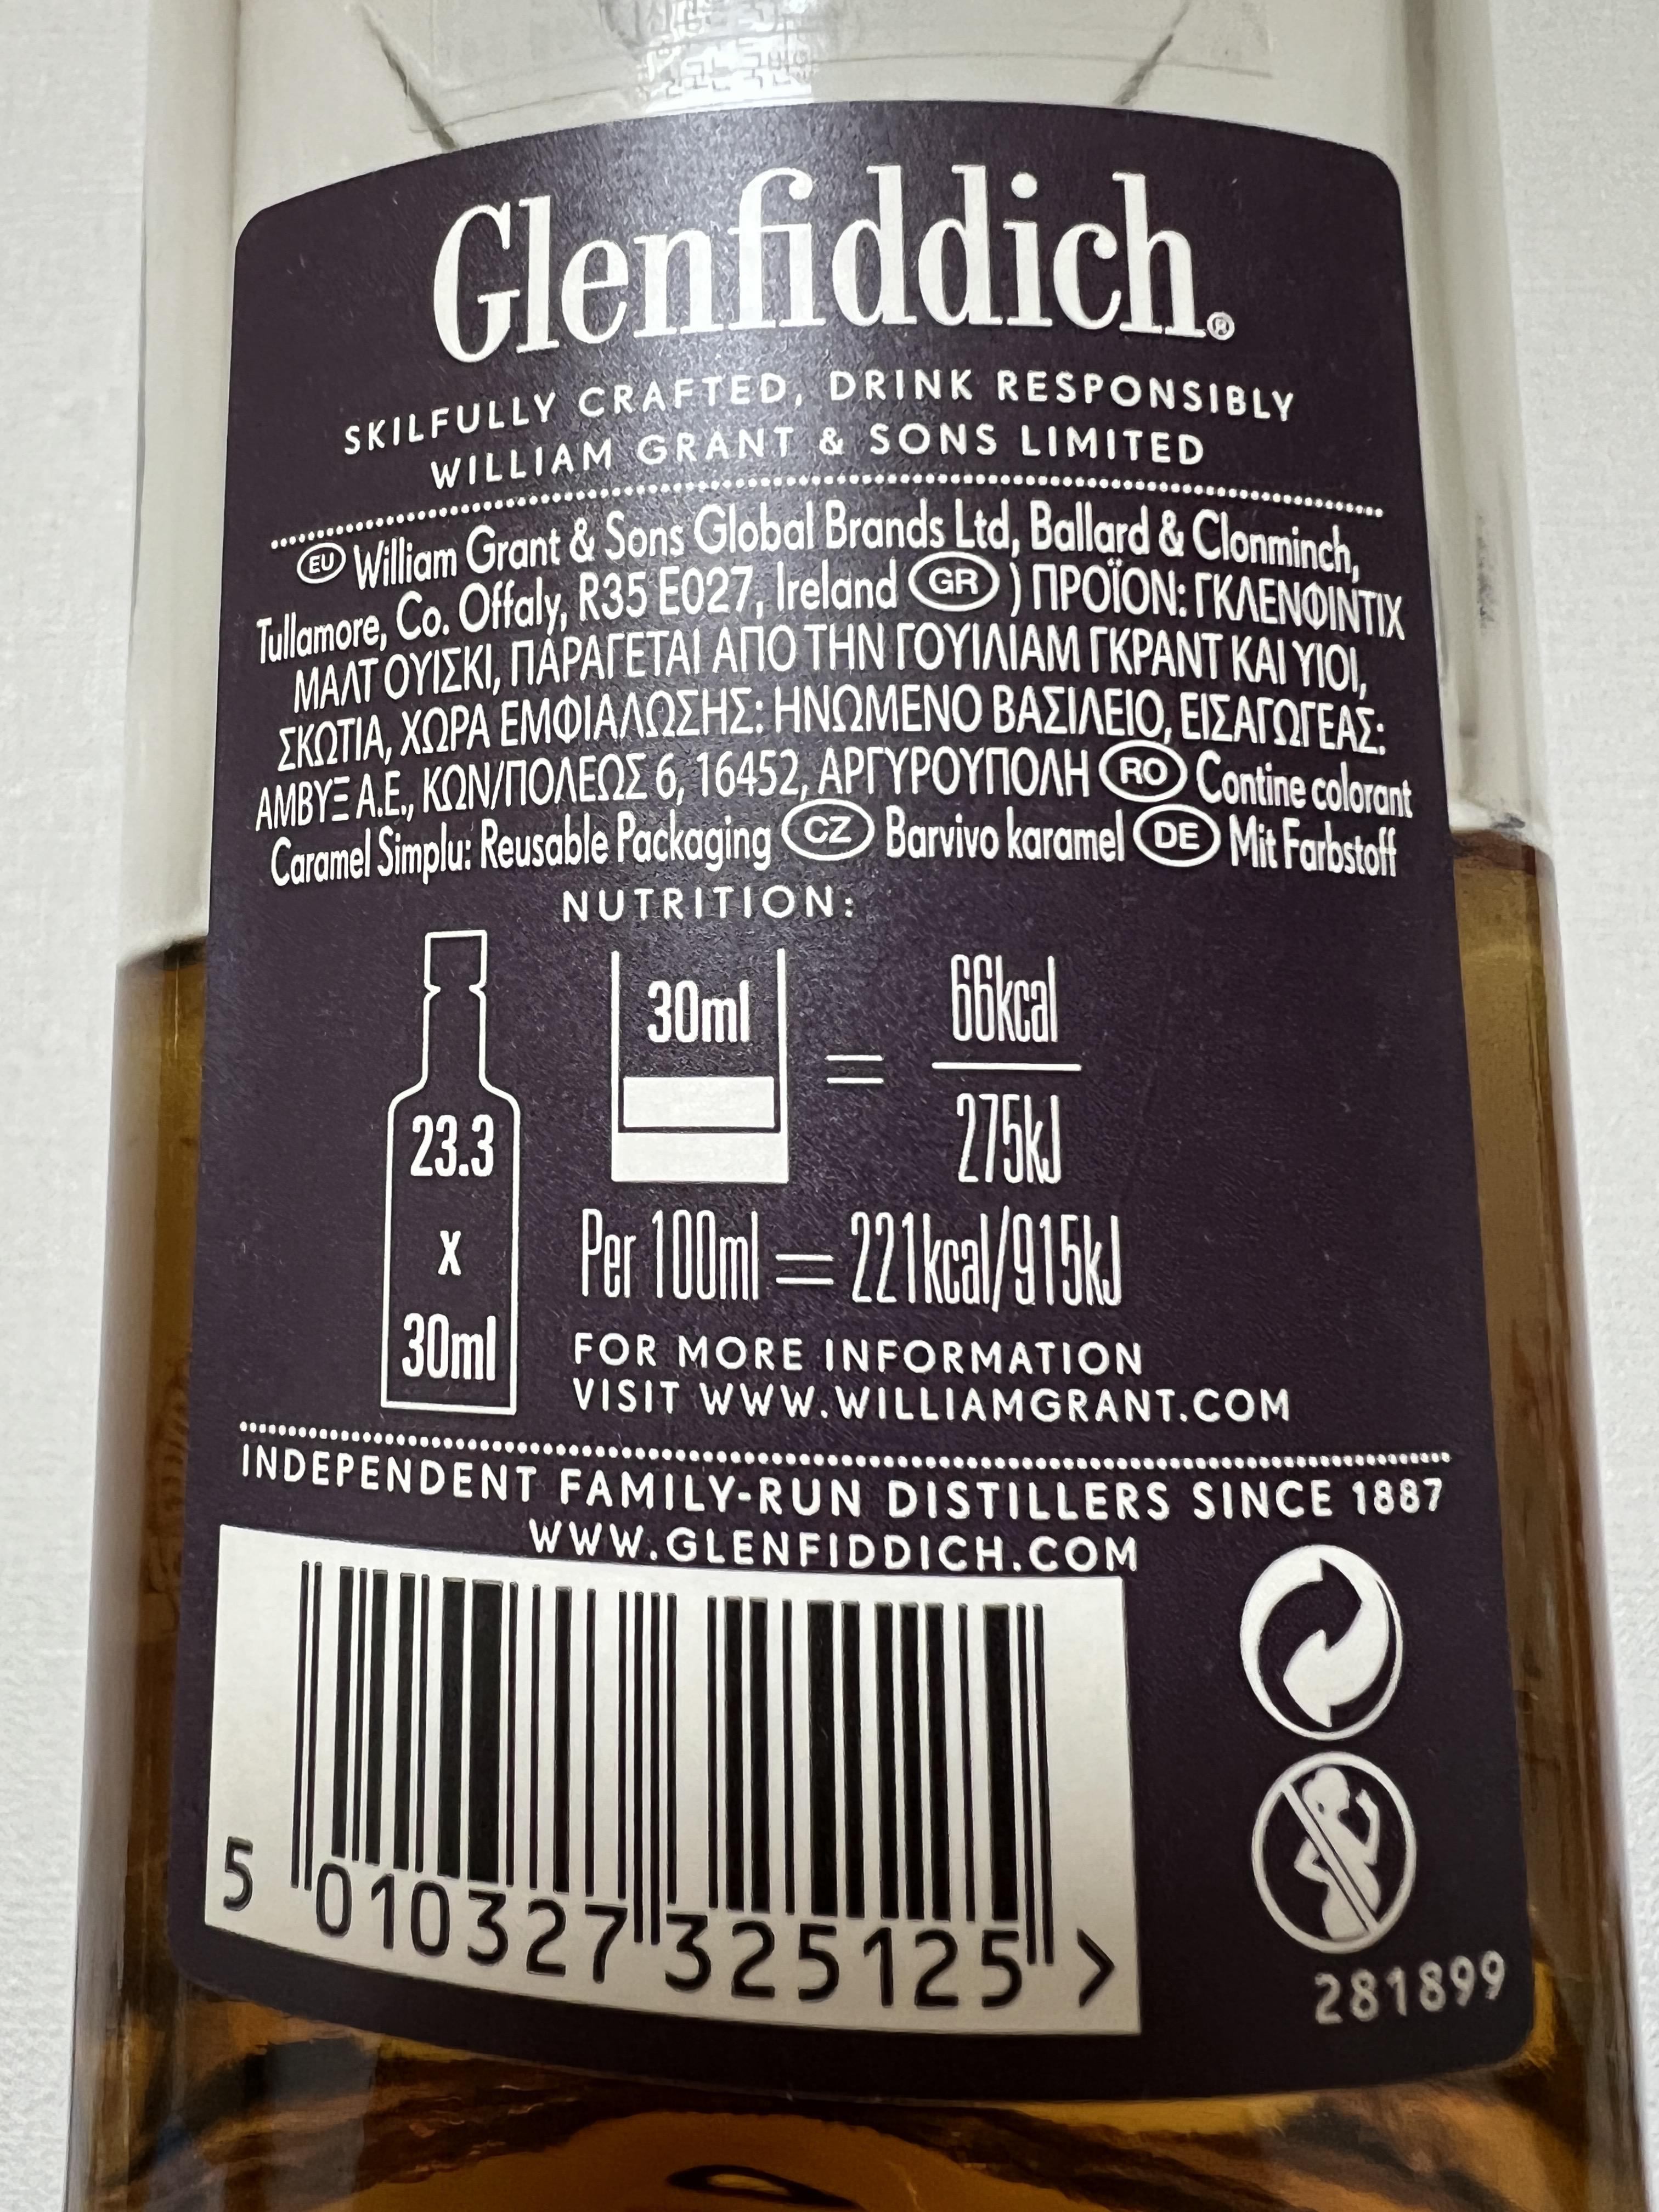 Glenfiddich®
SKILFULLY CRAFTED, DRINK RESPONSIBLY
WILLIAM GRANT & SONS LIMITED
EU William Grant & Sons Global Brands Ltd, Ballard & Clonminch,
Tullamore, Co. Offaly, R35 E027, Ireland GR ) ΠΡΟΪΟΝ: ΓΚΛΕΝΦΙΝΤΙΧ
ΜΑΛΤ ΟΥΙΣΚΙ, ΠΑΡΑΓΕΤΑΙ ΑΠΟ ΤΗΝ ΓΟΥΙΛΙΑΜ ΓΚΡΑΝΤ ΚΑΙ ΥΙΟΙ,
ΣΚΩΤΙΑ, ΧΩΡΑ ΕΜΦΙΑΛΩΣΗΣ: ΗΝΩΜΕΝΟ ΒΑΣΙΛΕΙΟ, ΕΙΣΑΓΩΓΕΑΣ:
ΑΜΒΥΞ Α.Ε., ΚΩΝ/ΠΟΛΕΩΣ 6, 16452, ΑΡΓΥΡΟΥΠΟΛΗ RO Contine colorant
Caramel Simplu: Reusable Packaging CZ Barvivo karamel DE Mit Farbstoff
NUTRITION:
23.3
x
30ml
30ml = 66kcal
275kJ
Per 100ml = 221kcal/915kJ
FOR MORE INFORMATION
VISIT WWW.WILLIAMGRANT.COM
INDEPENDENT FAMILY-RUN DISTILLERS SINCE 1887
WWW.GLENFIDDICH.COM
5 010327 325125 >
281899